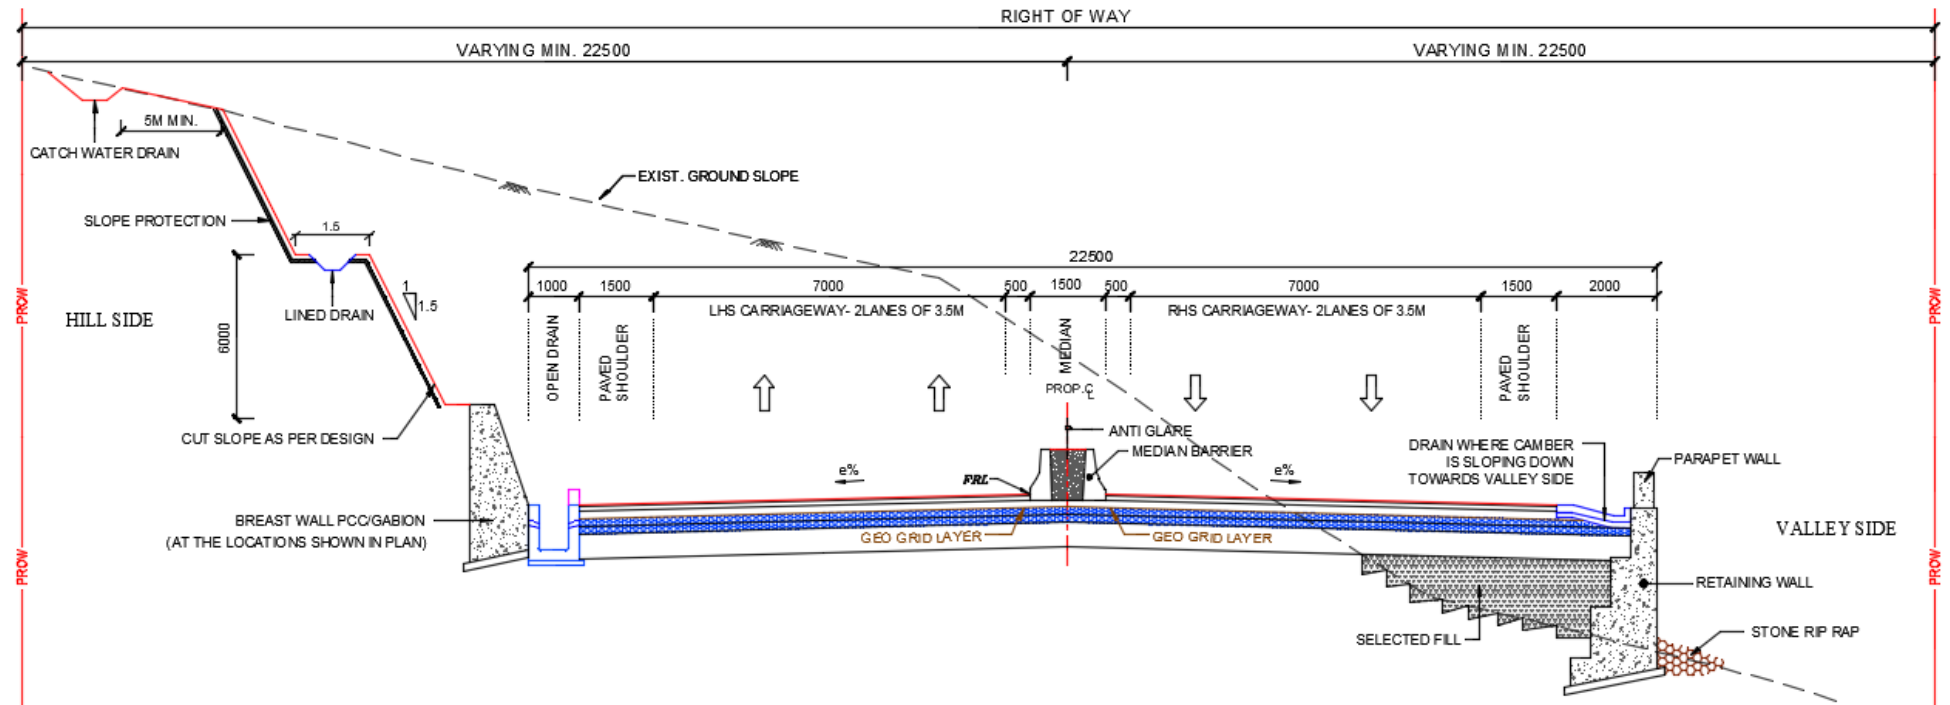 RIGHT OF WAY
VARYING MIN. 22500
VARYING MIN. 22500
5M MIN.
CATCH WATER DRAIN
EXIST. GROUND SLOPE
SLOPE PROTECTION
1.5
22500
1000
1500
7000
500
1500
500
7000
1500
2000
LHS CARRIAGEWAY- 2LANES OF 3.5M
RHS CARRIAGEWAY- 2LANES OF 3.5M
1
1.5
LINED DRAIN
HILL SIDE
PROW
PROW
6000
OPEN DRAIN
PAVED
SHOULDER
MEDIAN
PAVED
SHOULDER
PROP. ℄
CUT SLOPE AS PER DESIGN
ANTI GLARE
MEDIAN BARRIER
DRAIN WHERE CAMBER
IS SLOPING DOWN
TOWARDS VALLEY SIDE
PARAPET WALL
e%
e%
FRL
BREAST WALL PCC/GABION
(AT THE LOCATIONS SHOWN IN PLAN)
GEO GRID LAYER
GEO GRID LAYER
VALLEY SIDE
PROW
PROW
RETAINING WALL
SELECTED FILL
STONE RIP RAP